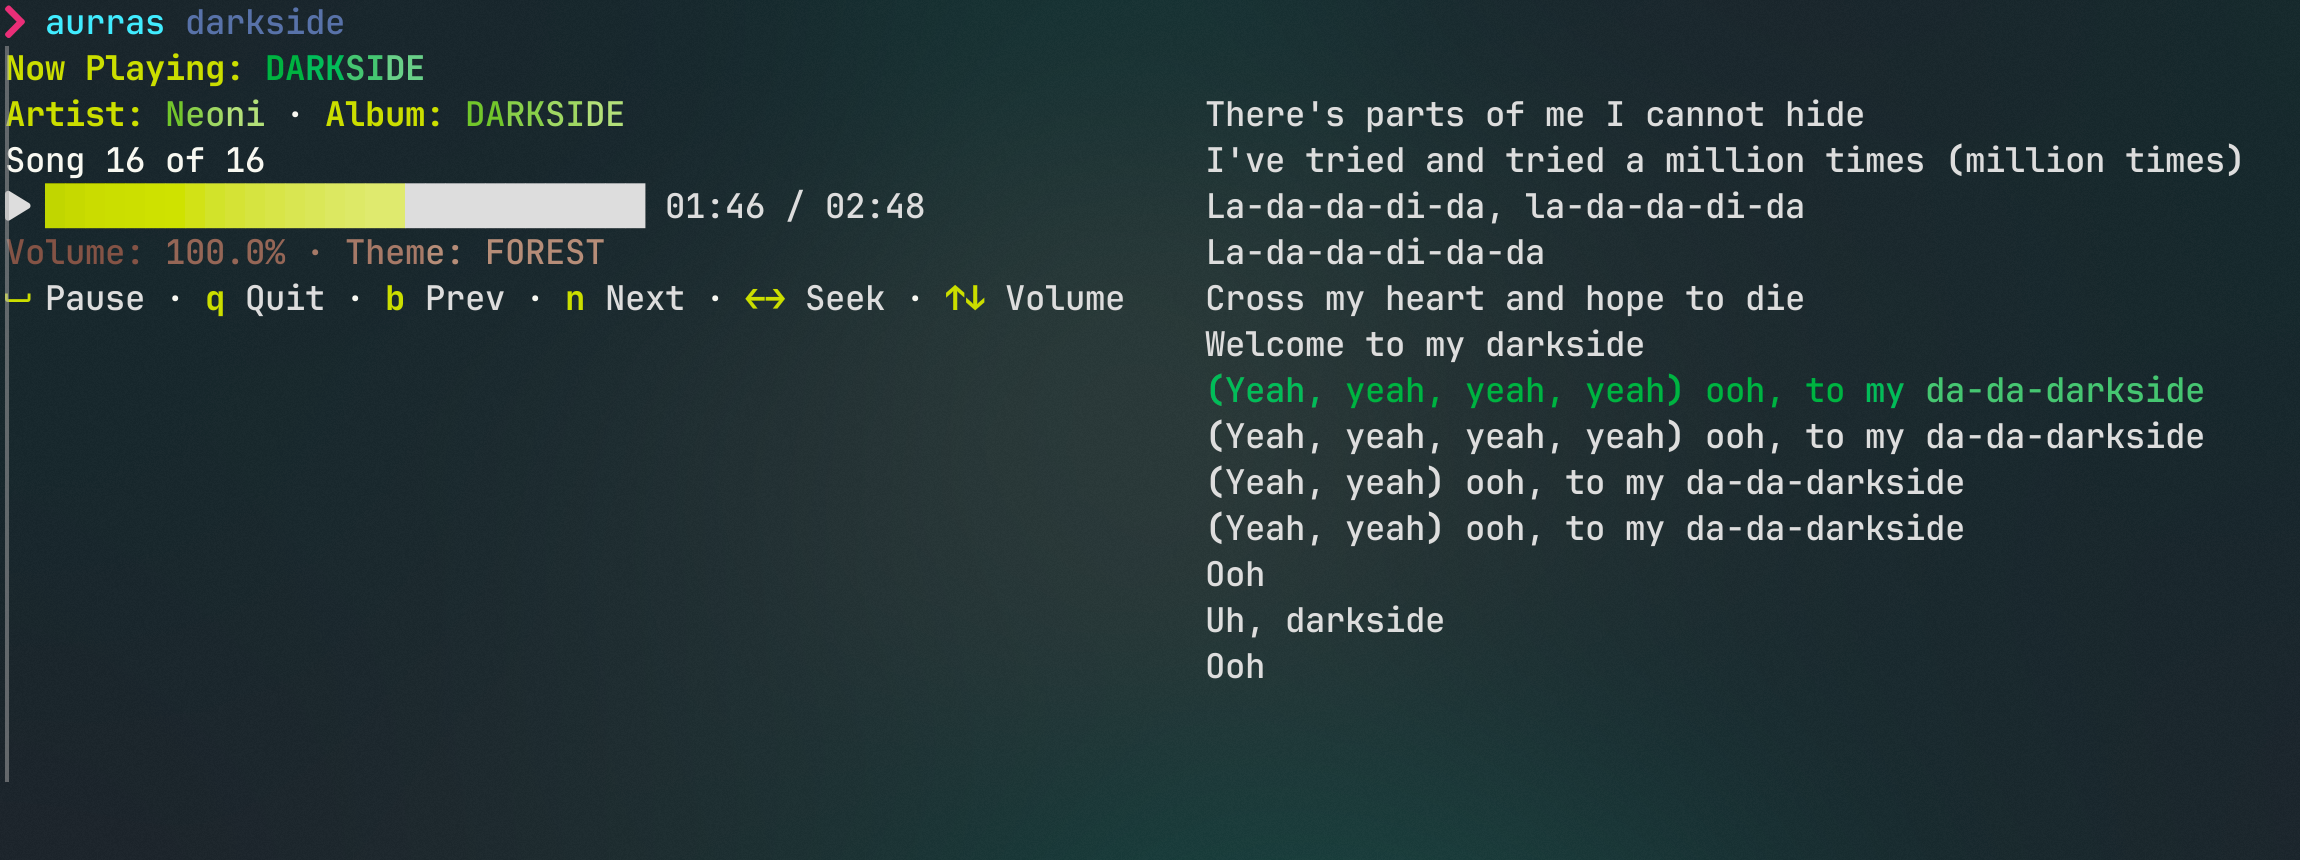 ❯ aurras darkside
Now Playing: DARKSIDE
Artist: Neoni · Album: DARKSIDE
Song 16 of 16
▶ 01:46 / 02:48
Volume: 100.0% · Theme: FOREST
⎵ Pause · q Quit · b Prev · n Next · ←→ Seek · ↑↓ Volume
There's parts of me I cannot hide
I've tried and tried a million times (million times)
La-da-da-di-da, la-da-da-di-da
La-da-da-di-da-da
Cross my heart and hope to die
Welcome to my darkside
(Yeah, yeah, yeah, yeah) ooh, to my da-da-darkside
(Yeah, yeah, yeah, yeah) ooh, to my da-da-darkside
(Yeah, yeah) ooh, to my da-da-darkside
(Yeah, yeah) ooh, to my da-da-darkside
Ooh
Uh, darkside
Ooh